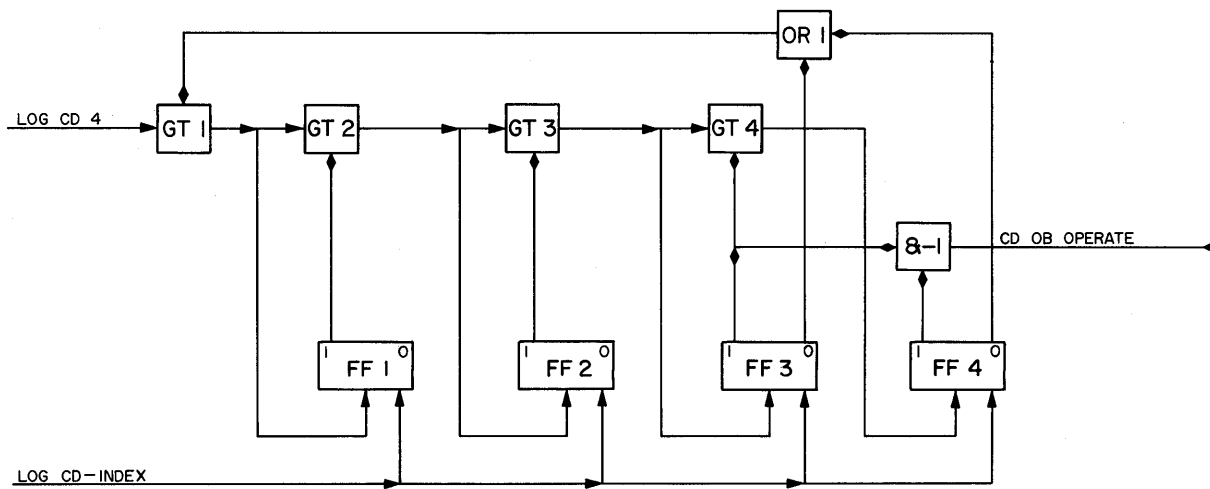 OR 1
LOG CD 4
GT 1
GT 2
GT 3
GT 4
&-1
CD OB OPERATE
1 0
FF 1
1 0
FF 2
1 0
FF 3
1 0
FF 4
LOG CD-INDEX